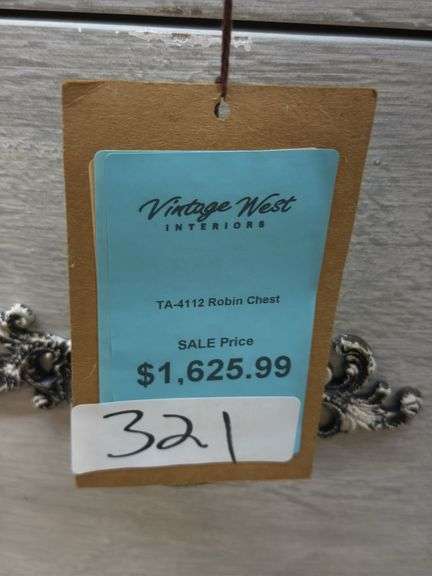 Vintage West
INTERIORS
TA-4112 Robin Chest
SALE Price
$1,625.99
321